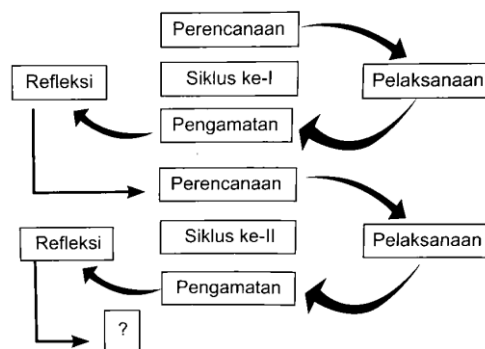 Perencanaan
Refleksi
Siklus ke-I
Pelaksanaan
Pengamatan
Perencanaan
Refleksi
Siklus ke-II
Pelaksanaan
Pengamatan
?